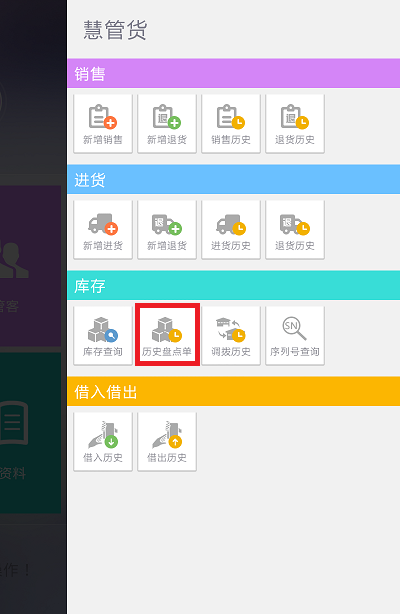 慧管货
销售
新增销售
新增退货
销售历史
退货历史
进货
新增进货
新增退货
进货历史
退货历史
库存
库存查询
历史盘点单
调拨历史
SN
序列号查询
借入借出
借入历史
借出历史
管客
资料
作！